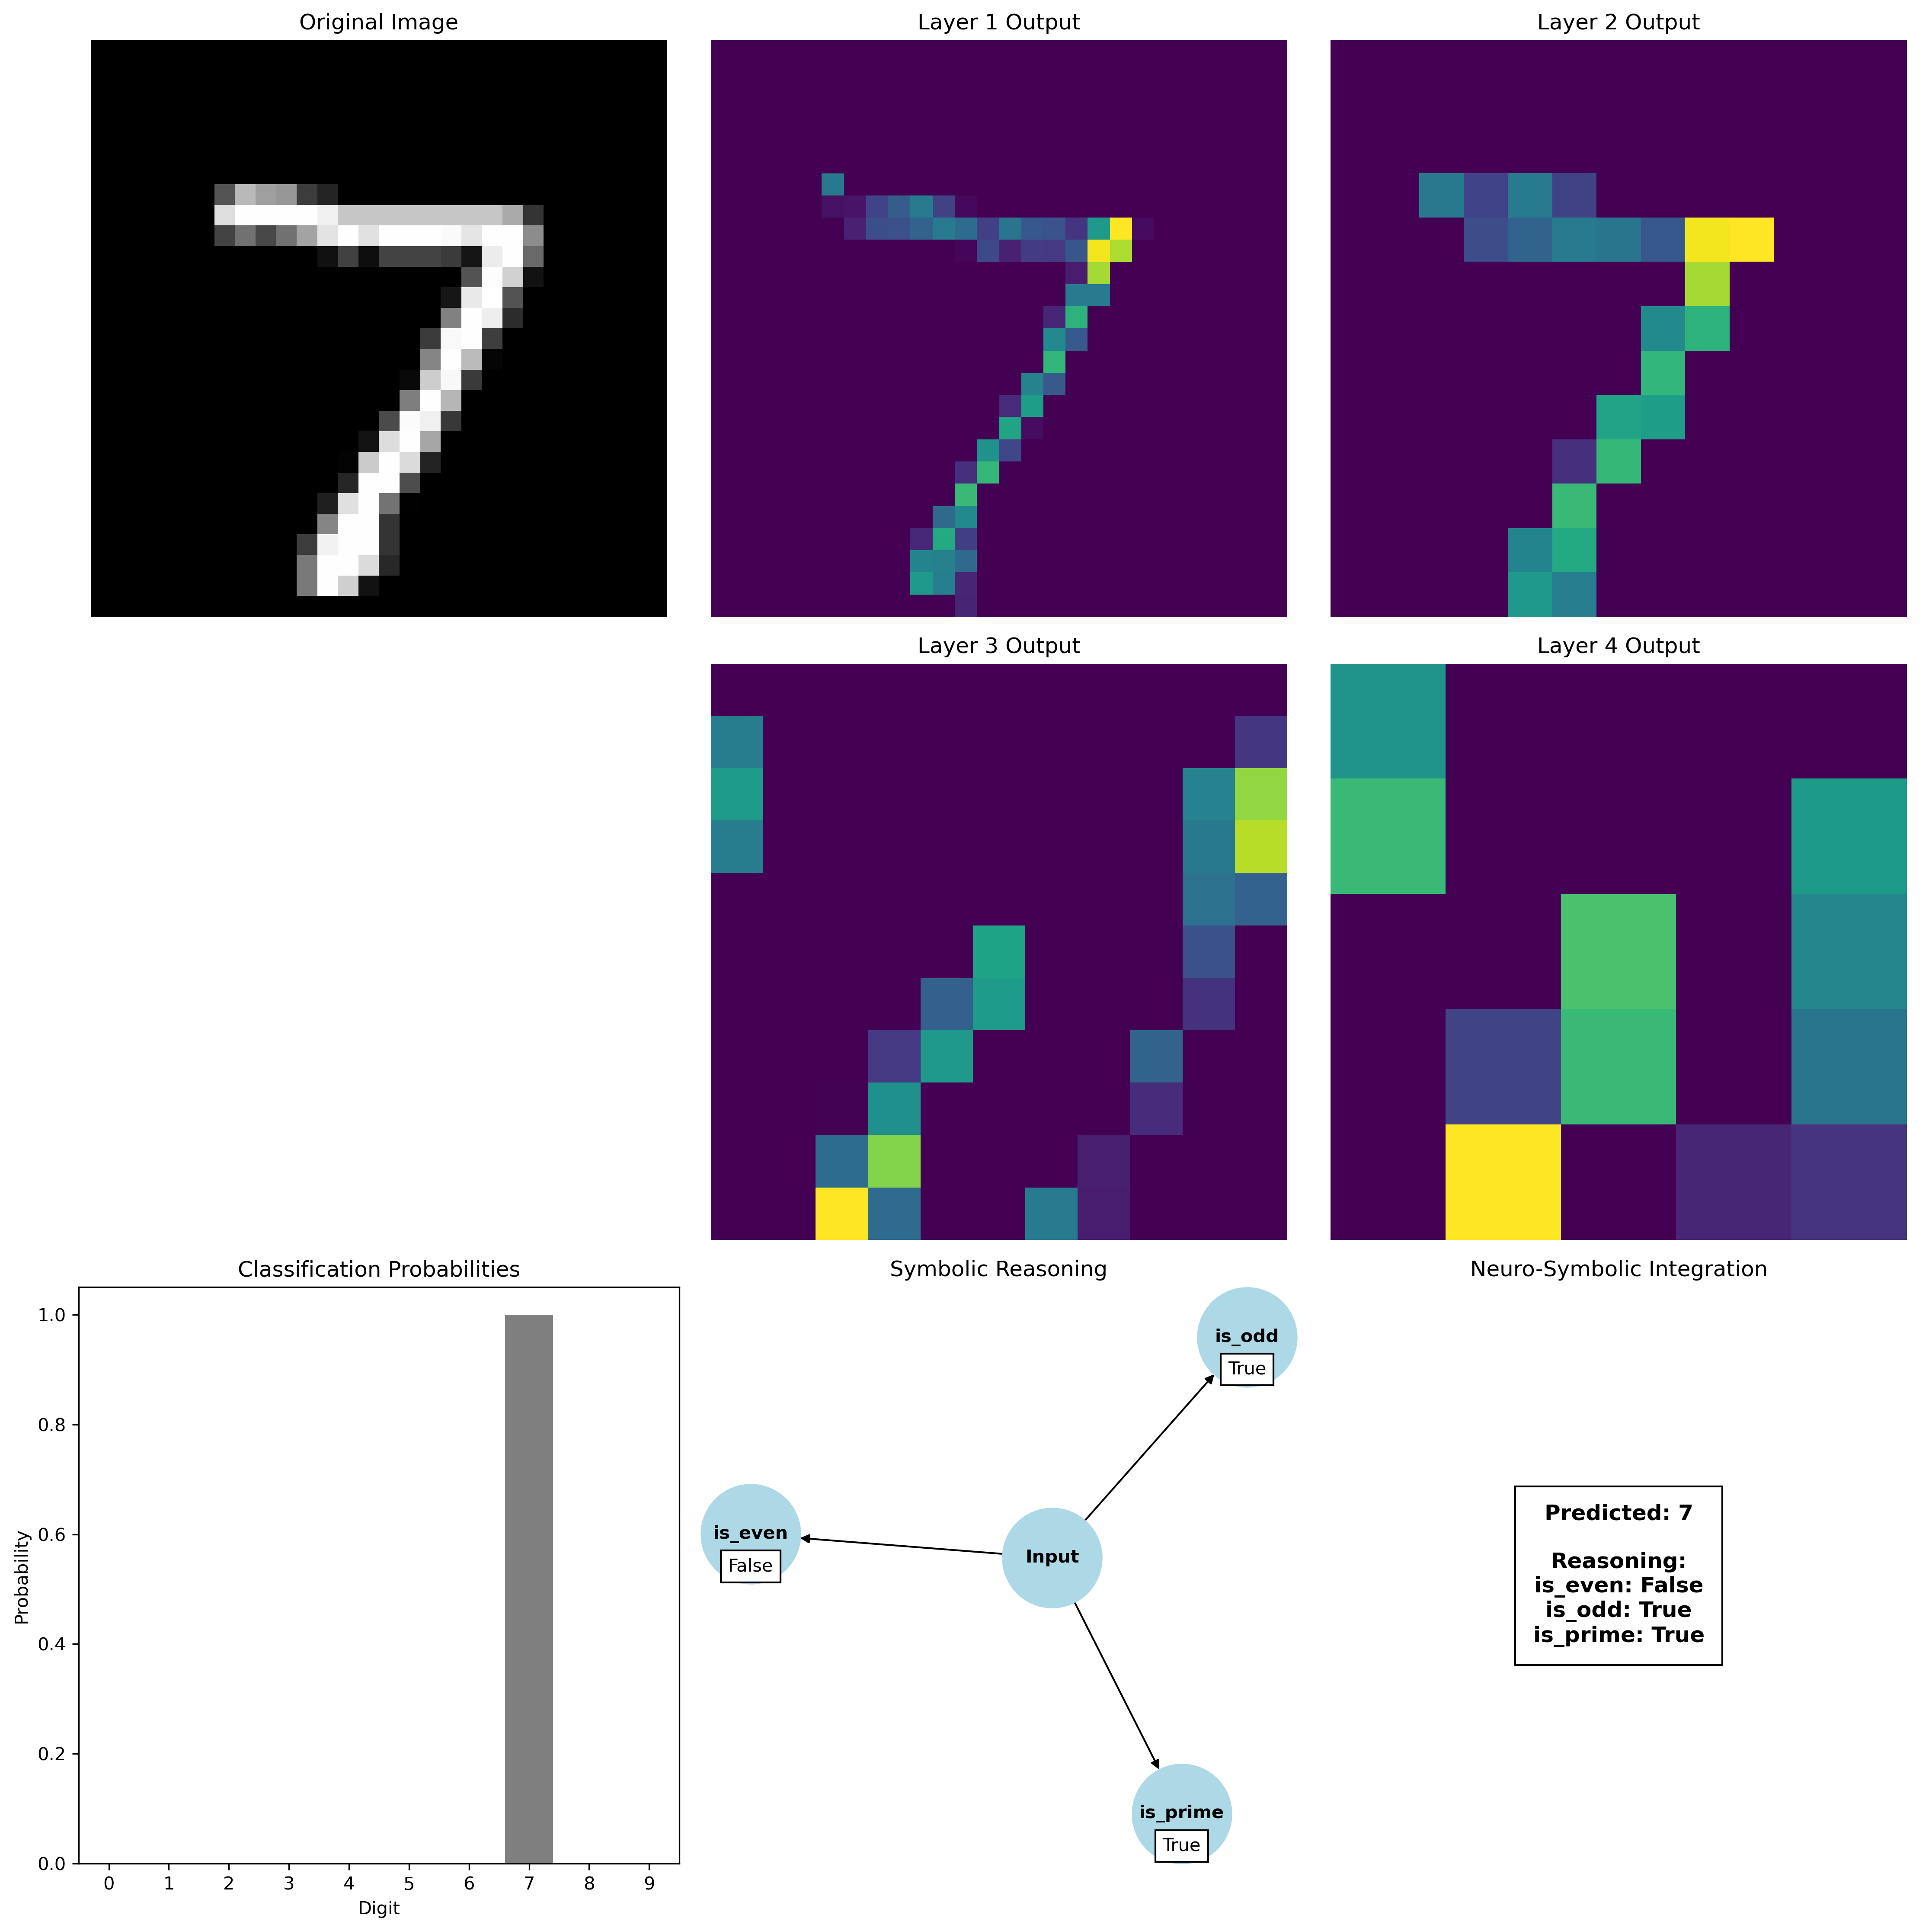 Original Image
Layer 1 Output
Layer 2 Output
7
Layer 3 Output
Layer 4 Output
Classification Probabilities
1.0
0.8
0.6
0.4
0.2
0.0
Probability
0 1 2 3 4 5 6 7 8 9
Digit
Symbolic Reasoning
is_odd
True
is_even
False
Input
is_prime
True
Neuro-Symbolic Integration
Predicted: 7
Reasoning:
is_even: False
is_odd: True
is_prime: True